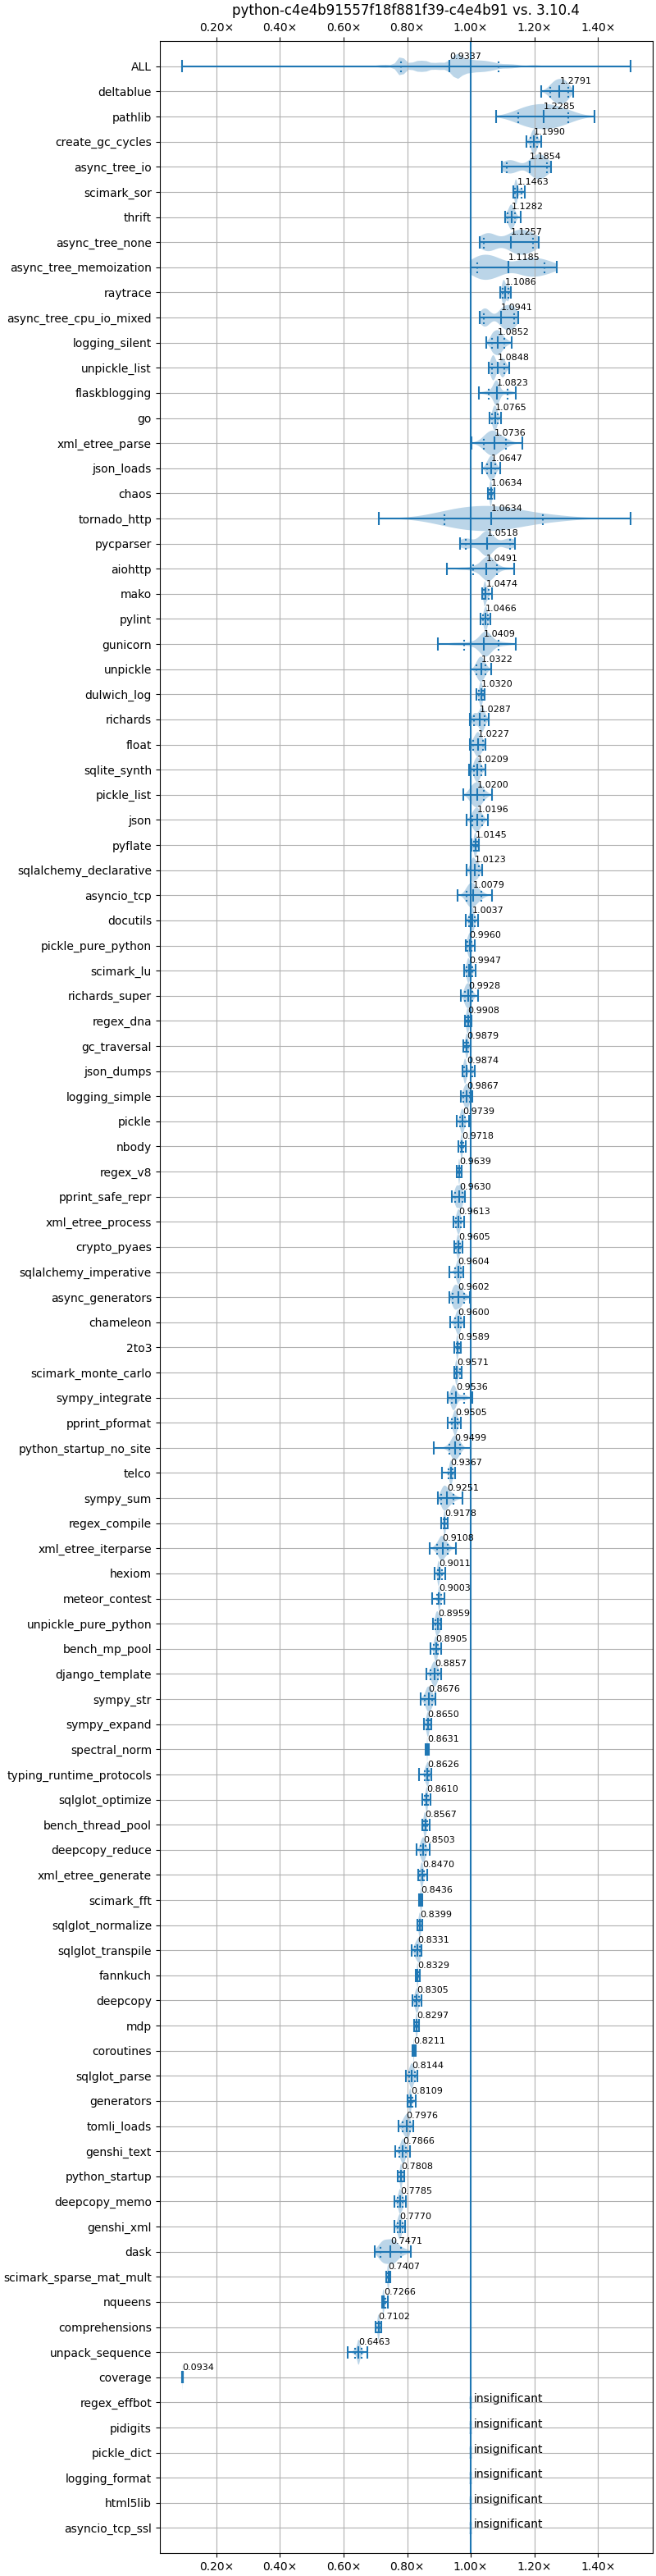 python-c4e4b91557f18f881f39-c4e4b91 vs. 3.10.4
0.20× 0.40× 0.60× 0.80× 1.00× 1.20× 1.40×
ALL 0.9337
deltablue 1.2791
pathlib 1.2285
create_gc_cycles 1.1990
async_tree_io 1.1854
scimark_sor 1.1463
thrift 1.1282
async_tree_none 1.1257
async_tree_memoization 1.1185
raytrace 1.1086
async_tree_cpu_io_mixed 1.0941
logging_silent 1.0852
unpickle_list 1.0848
flaskblogging 1.0823
go 1.0765
xml_etree_parse 1.0736
json_loads 1.0647
chaos 1.0634
tornado_http 1.0634
pycparser 1.0518
aiohttp 1.0491
mako 1.0474
pylint 1.0466
gunicorn 1.0409
unpickle 1.0322
dulwich_log 1.0320
richards 1.0287
float 1.0227
sqlite_synth 1.0209
pickle_list 1.0200
json 1.0196
pyflate 1.0145
sqlalchemy_declarative 1.0123
asyncio_tcp 1.0079
docutils 1.0037
pickle_pure_python 0.9960
scimark_lu 0.9947
richards_super 0.9928
regex_dna 0.9908
gc_traversal 0.9879
json_dumps 0.9874
logging_simple 0.9867
pickle 0.9739
nbody 0.9718
regex_v8 0.9639
pprint_safe_repr 0.9630
xml_etree_process 0.9613
crypto_pyaes 0.9605
sqlalchemy_imperative 0.9604
async_generators 0.9602
chameleon 0.9600
2to3 0.9589
scimark_monte_carlo 0.9571
sympy_integrate 0.9536
pprint_pformat 0.9505
python_startup_no_site 0.9499
telco 0.9367
sympy_sum 0.9251
regex_compile 0.9178
xml_etree_iterparse 0.9108
hexiom 0.9011
meteor_contest 0.9003
unpickle_pure_python 0.8959
bench_mp_pool 0.8905
django_template 0.8857
sympy_str 0.8676
sympy_expand 0.8650
spectral_norm 0.8631
typing_runtime_protocols 0.8626
sqlglot_optimize 0.8610
bench_thread_pool 0.8567
deepcopy_reduce 0.8503
xml_etree_generate 0.8470
scimark_fft 0.8436
sqlglot_normalize 0.8399
sqlglot_transpile 0.8331
fannkuch 0.8329
deepcopy 0.8305
mdp 0.8297
coroutines 0.8211
sqlglot_parse 0.8144
generators 0.8109
tomli_loads 0.7976
genshi_text 0.7866
python_startup 0.7808
deepcopy_memo 0.7785
genshi_xml 0.7770
dask 0.7471
scimark_sparse_mat_mult 0.7407
nqueens 0.7266
comprehensions 0.7102
unpack_sequence 0.6463
coverage 0.0934
regex_effbot insignificant
pidigits insignificant
pickle_dict insignificant
logging_format insignificant
html5lib insignificant
asyncio_tcp_ssl insignificant
0.20× 0.40× 0.60× 0.80× 1.00× 1.20× 1.40×